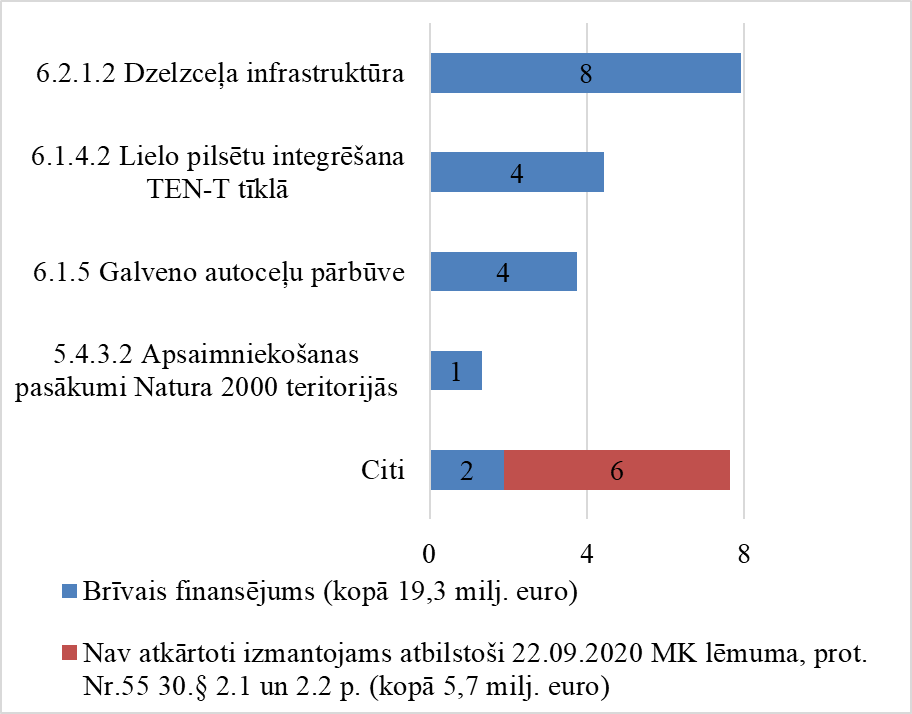 6.2.1.2 Dzelzceļa infrastruktūra
8
6.1.4.2 Lielo pilsētu integrēšana
TEN-T tīklā
4
6.1.5 Galveno autoceļu pārbūve
4
5.4.3.2 Apsaimniekošanas
pasākumi Natura 2000 teritorijās
1
Citi
2
6
0
4
8
Brīvais finansējums (kopā 19,3 milj. euro)
Nav atkārtoti izmantojams atbilstoši 22.09.2020 MK lēmuma, prot.
Nr.55 30.§ 2.1 un 2.2 p. (kopā 5,7 milj. euro)